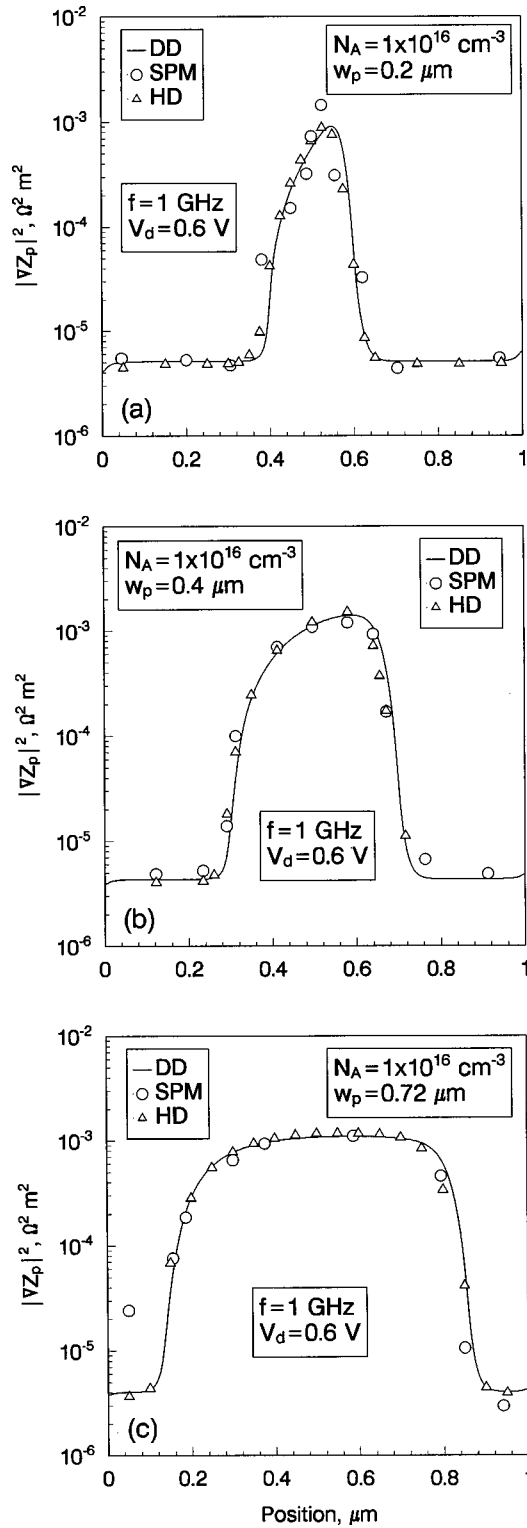 DD
SPM
HD
N_A = 1x10^16 cm^-3
w_p = 0.2 μm
f = 1 GHz
V_d = 0.6 V
|∇Z_p|^2, Ω^2 m^2
10^-2
10^-3
10^-4
10^-5
10^-6
(a)
0 0.2 0.4 0.6 0.8 1
N_A = 1x10^16 cm^-3
w_p = 0.4 μm
DD
SPM
HD
f = 1 GHz
V_d = 0.6 V
|∇Z_p|^2, Ω^2 m^2
10^-2
10^-3
10^-4
10^-5
10^-6
(b)
0 0.2 0.4 0.6 0.8 1
DD
SPM
HD
N_A = 1x10^16 cm^-3
w_p = 0.72 μm
f = 1 GHz
V_d = 0.6 V
|∇Z_p|^2, Ω^2 m^2
10^-2
10^-3
10^-4
10^-5
10^-6
(c)
0 0.2 0.4 0.6 0.8 1
Position, μm